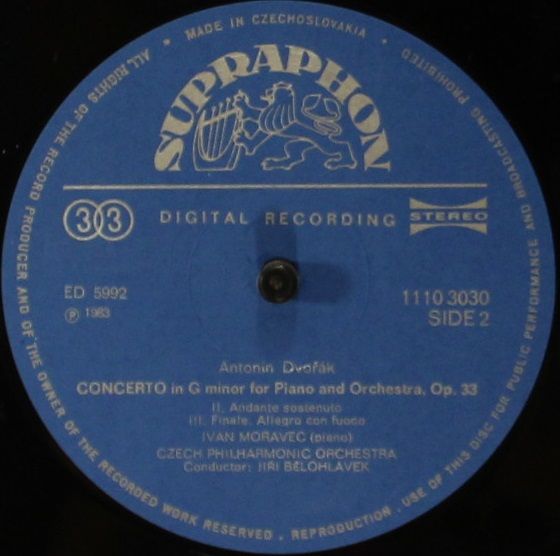 ALL RIGHTS OF THE RECORD PRODUCER AND OF THE OWNER OF THE RECORDED WORK RESERVED . REPRODUCTION . USE OF THIS DISC FOR PUBLIC PERFORMANCE AND BROADCASTING PROHIBITED
* MADE IN CZECHOSLOVAKIA *
SUPRAPHON
33 DIGITAL RECORDING STEREO
ED 5992
1110 3030
℗ 1983
SIDE 2
Antonín Dvořák
CONCERTO in G minor for Piano and Orchestra, Op. 33
II. Andante sostenuto
III. Finale. Allegro con fuoco
IVAN MORAVEC (piano)
CZECH PHILHARMONIC ORCHESTRA
Conductor: JIŘÍ BĚLOHLÁVEK